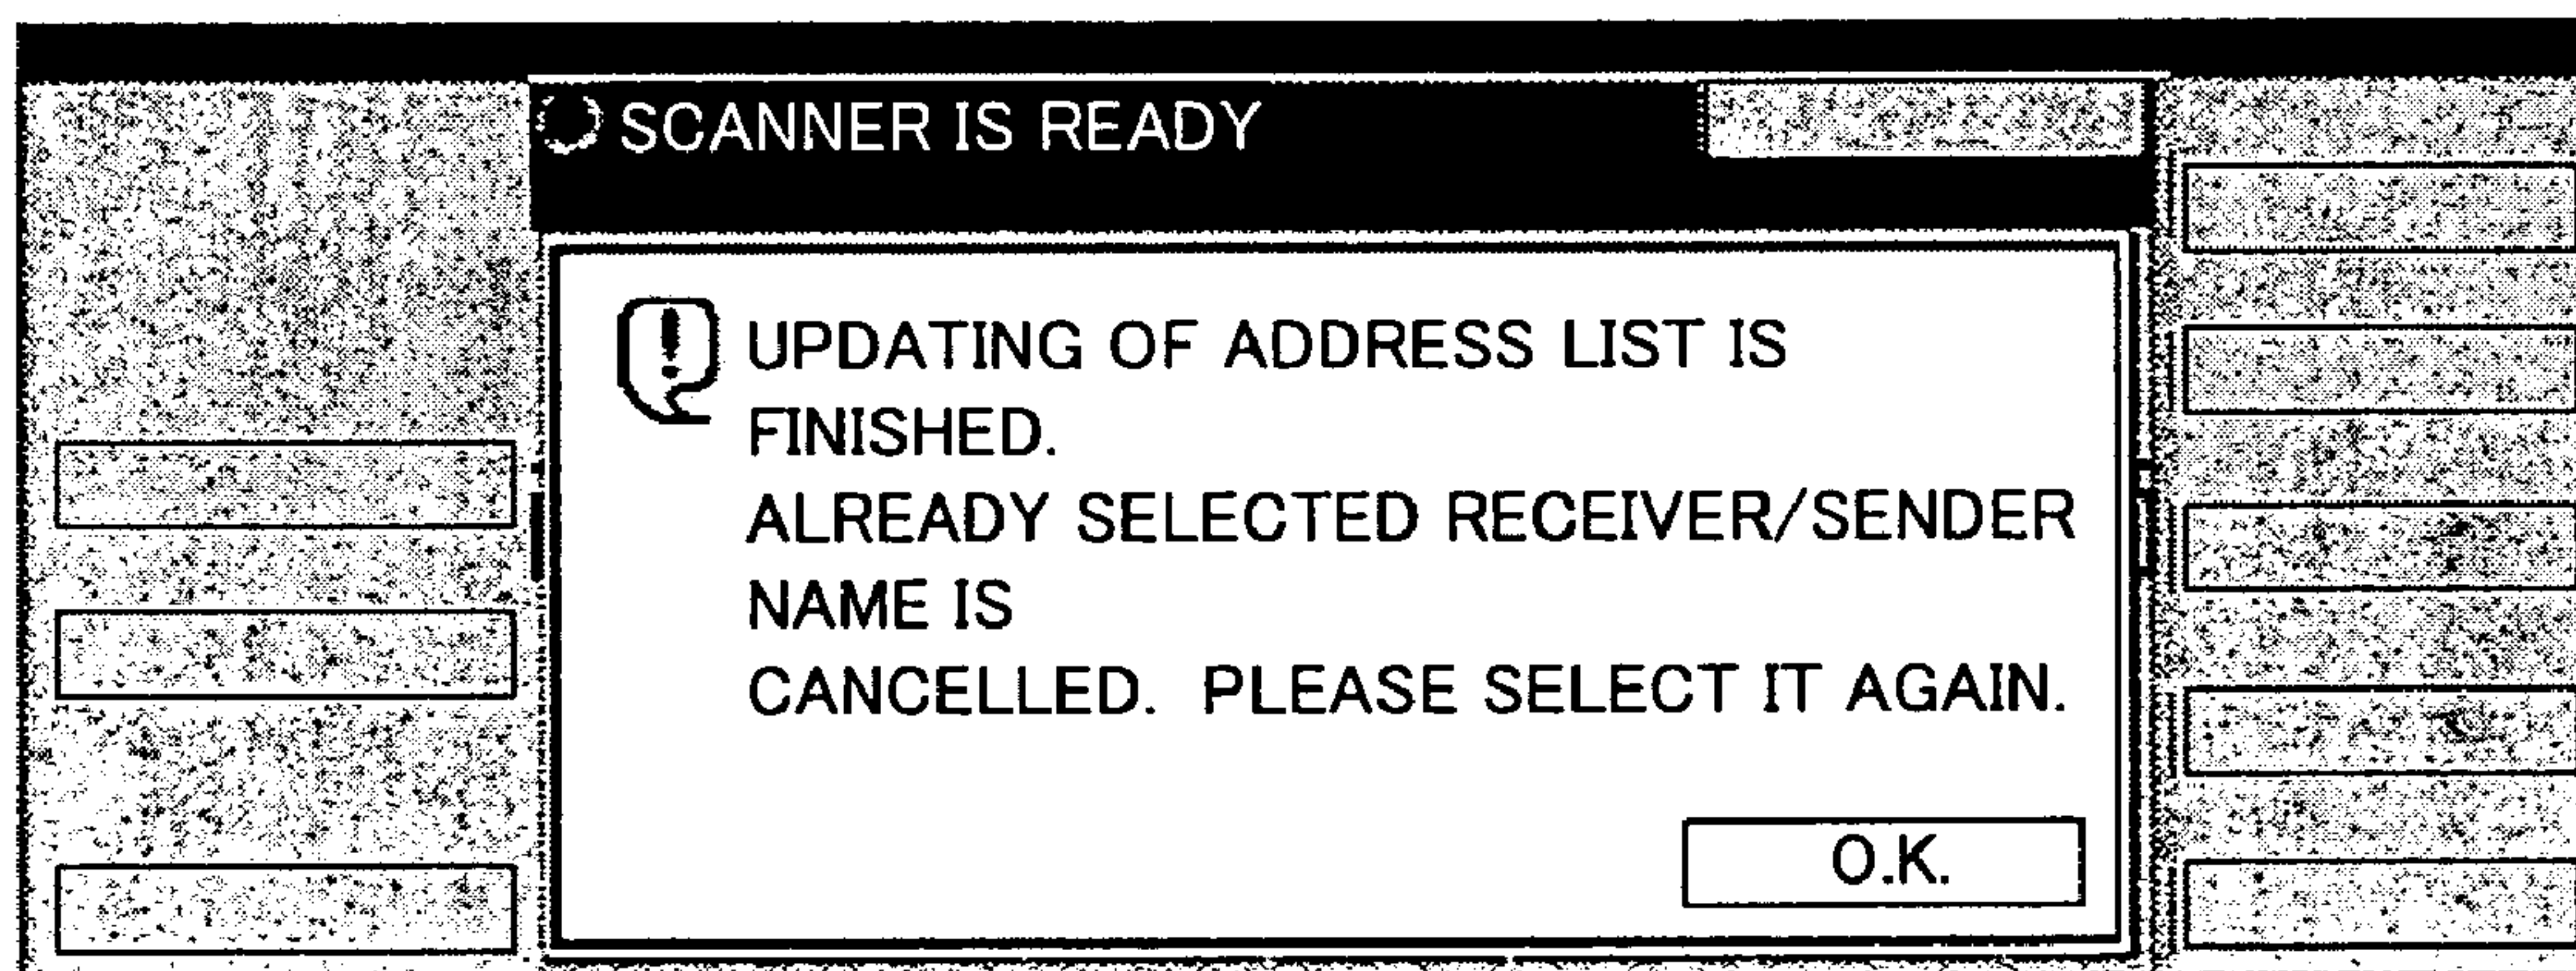 SCANNER IS READY
UPDATING OF ADDRESS LIST IS
FINISHED.
ALREADY SELECTED RECEIVER/SENDER
NAME IS
CANCELLED. PLEASE SELECT IT AGAIN.
O.K.